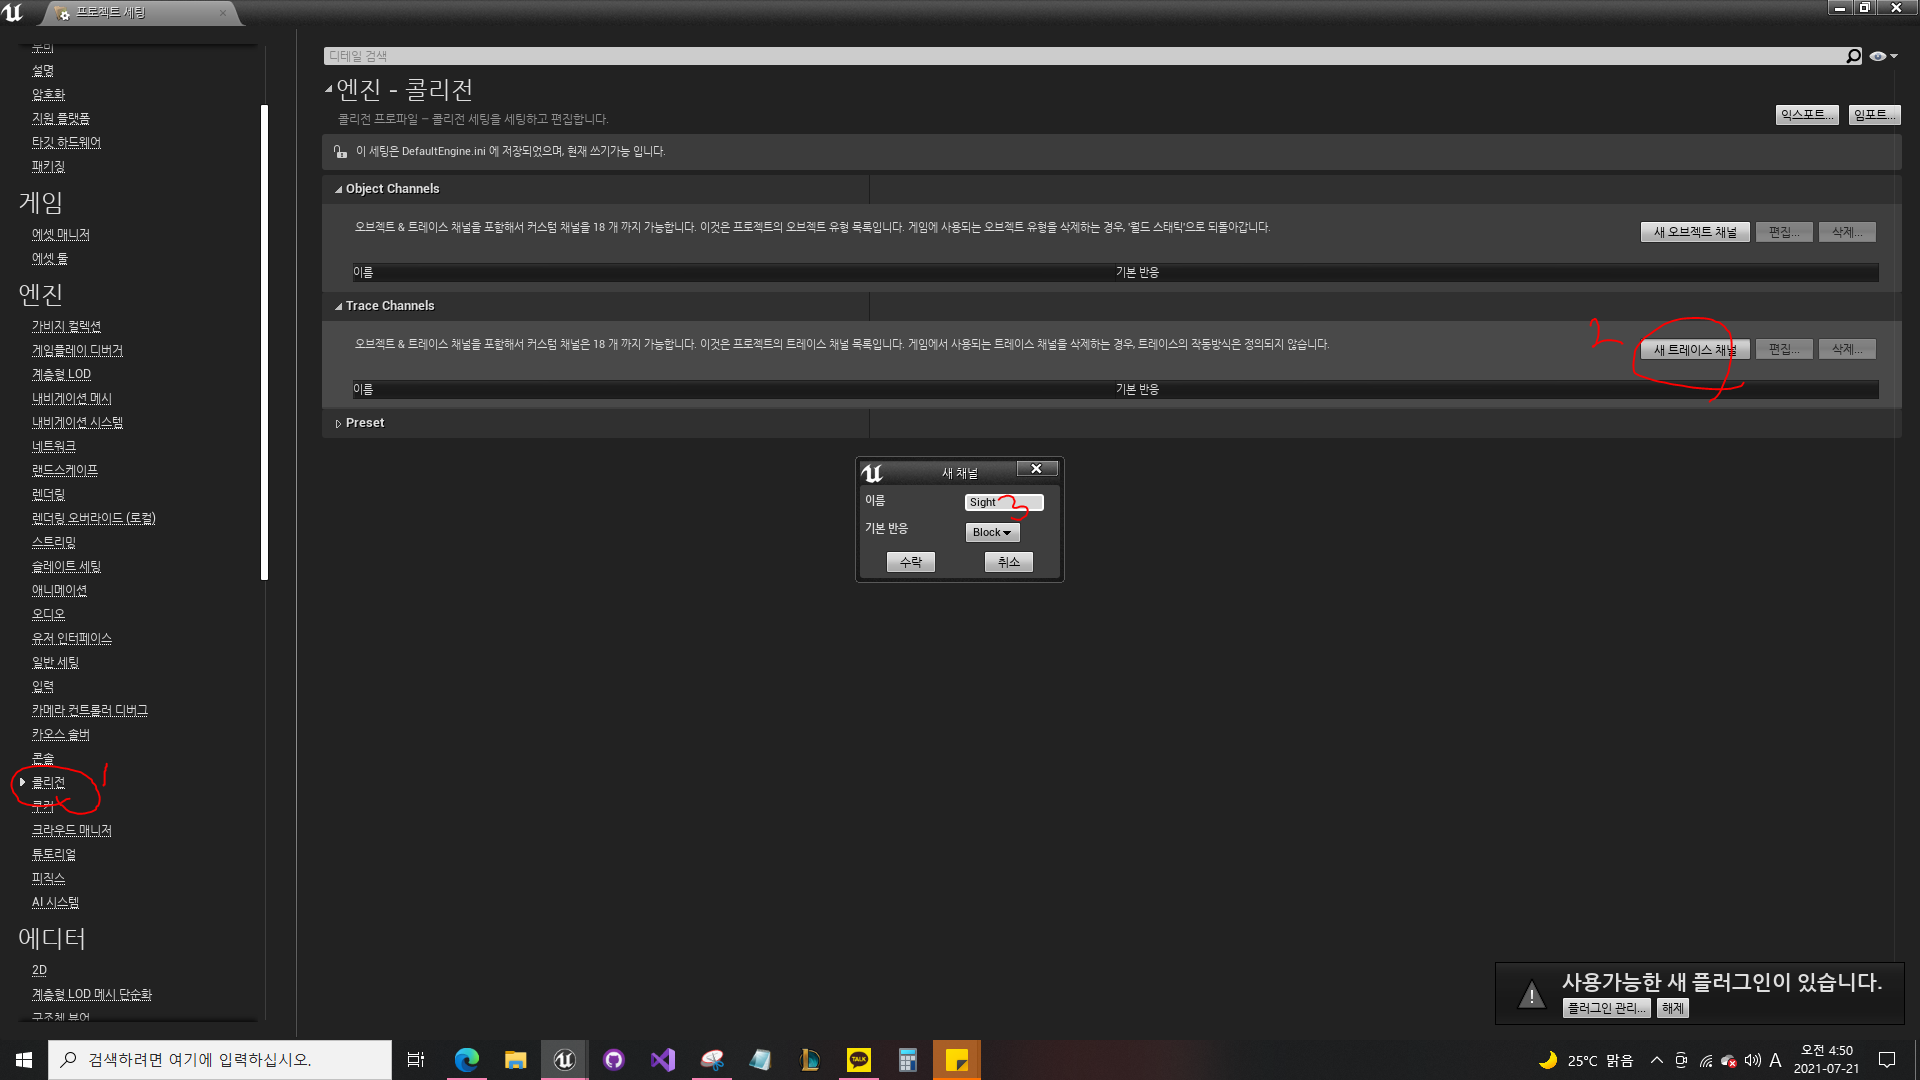 프로젝트 세팅
무비
설명
암호화
지원 플랫폼
타깃 하드웨어
패키징
게임
에셋 매니저
에셋 툴
엔진
가비지 컬렉션
게임플레이 디버거
계층형 LOD
내비게이션 메시
내비게이션 시스템
네트워크
랜드스케이프
렌더링
렌더링 오버라이드 (로컬)
스트리밍
슬레이트 세팅
애니메이션
오디오
유저 인터페이스
일반 세팅
입력
카메라 컨트롤러 디버그
카오스 솔버
콘솔
콜리전
1
쿠커
크라우드 매니저
튜토리얼
피직스
AI 시스템
에디터
2D
계층형 LOD 메시 단순화
구조체 뷰어
디테일 검색
엔진 - 콜리전
콜리전 프로파일 - 콜리전 세팅을 세팅하고 편집합니다.
익스포트... 임포트...
이 세팅은 DefaultEngine.ini 에 저장되었으며, 현재 쓰기가능 입니다.
Object Channels
오브젝트 & 트레이스 채널을 포함해서 커스텀 채널을 18 개 까지 가능합니다. 이것은 프로젝트의 오브젝트 유형 목록입니다. 게임에 사용되는 오브젝트 유형을 삭제하는 경우, '월드 스태틱'으로 되돌아갑니다.
새 오브젝트 채널 편집... 삭제...
이름 기본 반응
Trace Channels
오브젝트 & 트레이스 채널을 포함해서 커스텀 채널은 18 개 까지 가능합니다. 이것은 프로젝트의 트레이스 채널 목록입니다. 게임에서 사용되는 트레이스 채널을 삭제하는 경우, 트레이스의 작동방식은 정의되지 않습니다.
2
새 트레이스 채널 편집... 삭제...
이름 기본 반응
Preset
새 채널
이름 Sight 3
기본 반응 Block
수락 취소
사용가능한 새 플러그인이 있습니다.
플러그인 관리... 해제
검색하려면 여기에 입력하십시오.
TALK
25°C 맑음
A
오전 4:50
2021-07-21